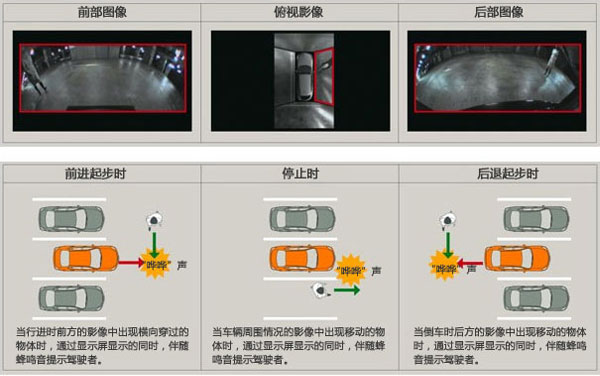 前部图像
俯视影像
后部图像
前进起步时
停止时
后退起步时
“哗哗”声
“哗哗”声
“哗哗”声
当行进时前方的影像中出现横向穿过的
物体时，通过显示屏显示的同时，伴随
蜂鸣音提示驾驶者。
当车辆周围情况的影像中出现移动的物
体时，通过显示屏显示的同时，伴随蜂
鸣音提示驾驶者。
当倒车时后方的影像中出现移动的物体
时，通过显示屏显示的同时，伴随蜂鸣
音提示驾驶者。